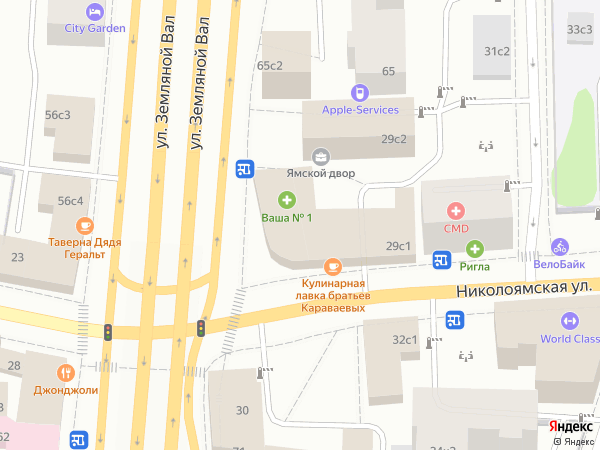 City Garden
33с3
31с2
65с2
65
Apple-Services
ул. Земляной Вал
ул. Земляной Вал
56с3
29с2
Ямской двор
56с4
Ваша № 1
CMD
Таверна Дядя
Геральт
23
29с1
Ригла
ВелоБайк
Кулинарная
лавка братьев
Караваевых
Николоямская ул.
32с1
World Class
28
Джонджоли
30
62
Яндекс
© Яндекс